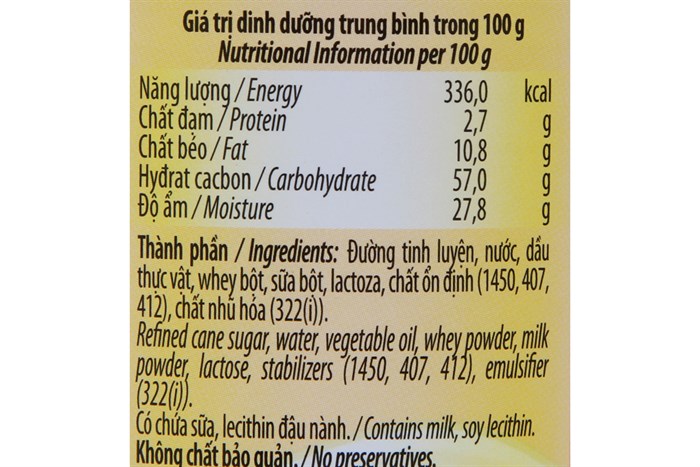 Giá trị dinh dưỡng trung bình trong 100 g
Nutritional Information per 100 g
Năng lượng / Energy 336,0 kcal
Chất đạm / Protein 2,7 g
Chất béo / Fat 10,8 g
Hyđrat cacbon / Carbohydrate 57,0 g
Độ ẩm / Moisture 27,8 g
Thành phần / Ingredients: Đường tinh luyện, nước, dầu
thực vật, whey bột, sữa bột, lactoza, chất ổn định (1450, 407,
412), chất nhũ hóa (322(i)).
Refined cane sugar, water, vegetable oil, whey powder, milk
powder, lactose, stabilizers (1450, 407, 412), emulsifier
(322(i)).
Có chứa sữa, lecithin đậu nành. / Contains milk, soy lecithin.
Không chất bảo quản. / No preservatives.